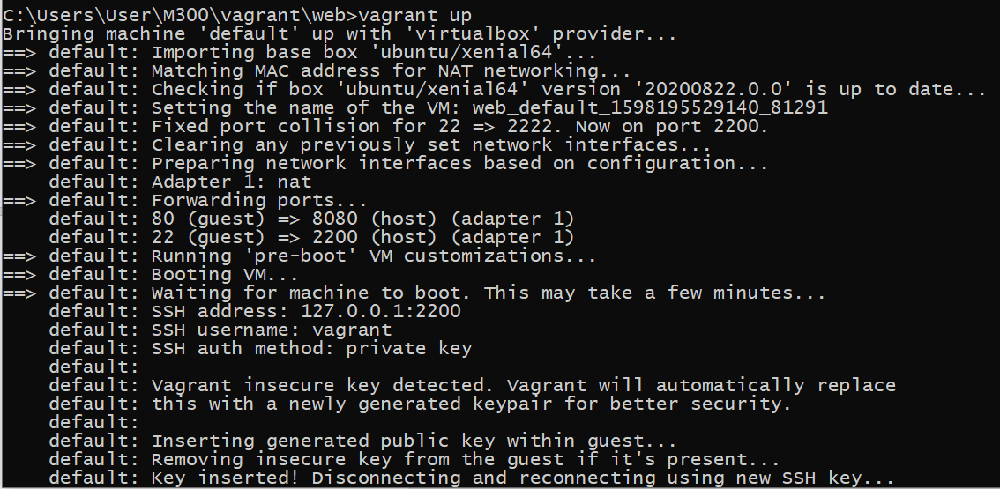 C:\Users\User\M300\vagrant\web>vagrant up
Bringing machine 'default' up with 'virtualbox' provider...
==> default: Importing base box 'ubuntu/xenial64'...
==> default: Matching MAC address for NAT networking...
==> default: Checking if box 'ubuntu/xenial64' version '20200822.0.0' is up to date...
==> default: Setting the name of the VM: web_default_1598195529140_81291
==> default: Fixed port collision for 22 => 2222. Now on port 2200.
==> default: Clearing any previously set network interfaces...
==> default: Preparing network interfaces based on configuration...
    default: Adapter 1: nat
==> default: Forwarding ports...
    default: 80 (guest) => 8080 (host) (adapter 1)
    default: 22 (guest) => 2200 (host) (adapter 1)
==> default: Running 'pre-boot' VM customizations...
==> default: Booting VM...
==> default: Waiting for machine to boot. This may take a few minutes...
    default: SSH address: 127.0.0.1:2200
    default: SSH username: vagrant
    default: SSH auth method: private key
    default:
    default: Vagrant insecure key detected. Vagrant will automatically replace
    default: this with a newly generated keypair for better security.
    default:
    default: Inserting generated public key within guest...
    default: Removing insecure key from the guest if it's present...
    default: Key inserted! Disconnecting and reconnecting using new SSH key...